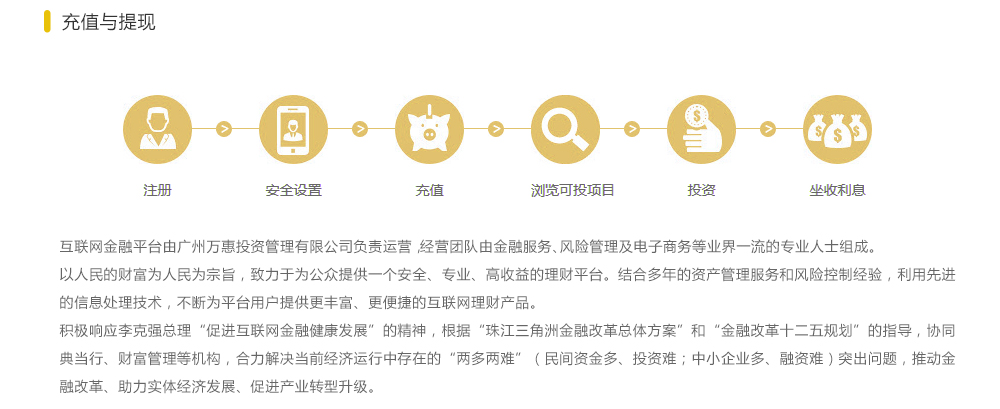 充值与提现
注册 安全设置 充值 浏览可投项目 投资 坐收利息
互联网金融平台由广州万惠投资管理有限公司负责运营 ,经营团队由金融服务、风险管理及电子商务等业界一流的专业人士组成。
以人民的财富为人民为宗旨，致力于为公众提供一个安全、专业、高收益的理财平台。结合多年的资产管理服务和风险控制经验，利用先进
的信息处理技术，不断为平台用户提供更丰富、更便捷的互联网理财产品。
积极响应李克强总理“促进互联网金融健康发展”的精神，根据“珠江三角洲金融改革总体方案”和“金融改革十二五规划”的指导，协同
典当行、财富管理等机构，合力解决当前经济运行中存在的“两多两难”（民间资金多、投资难；中小企业多、融资难）突出问题，推动金
融改革、助力实体经济发展、促进产业转型升级。